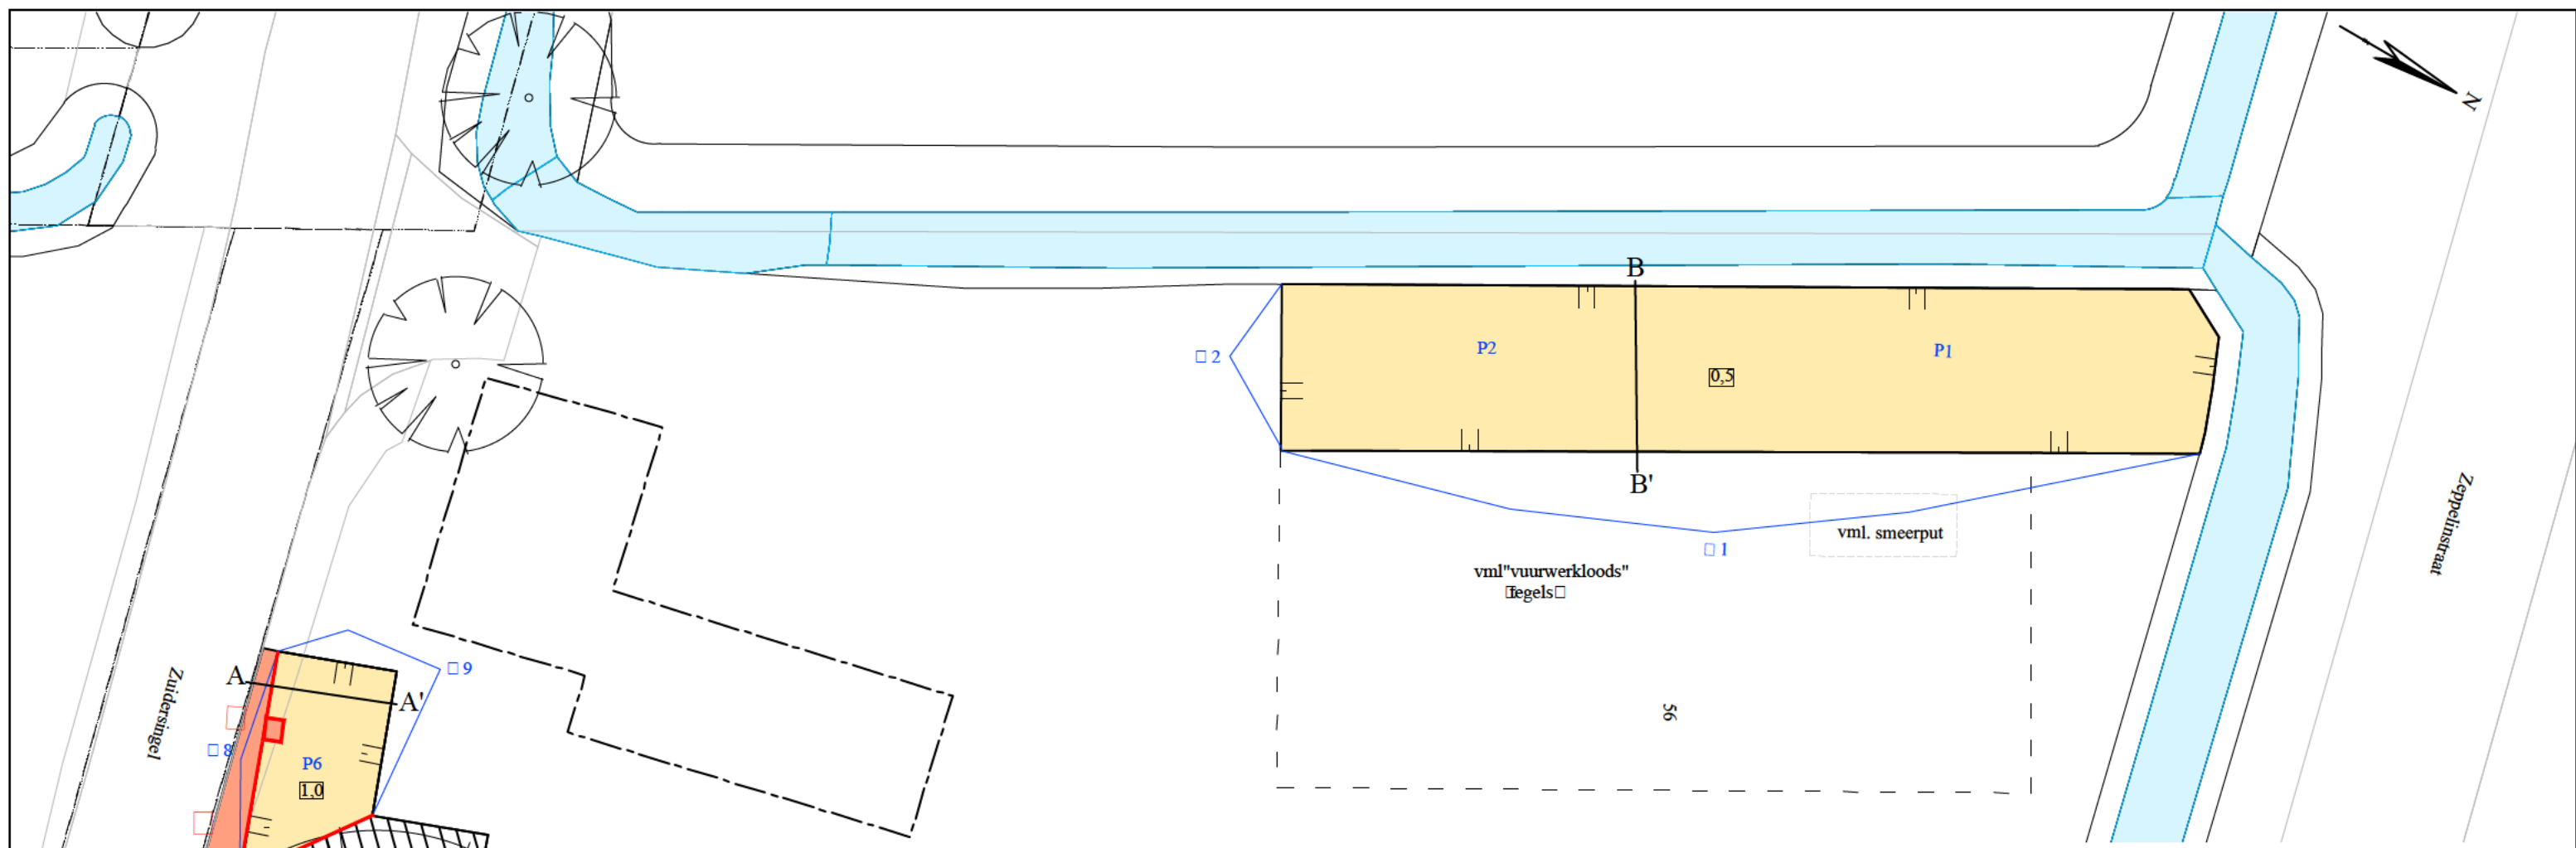 N
B
□ 2
P2
P1
0,5
B'
Zeppelinstraat
vml. smeerput
□ 1
vml"vuurwerkloods"
□Tegels□
56
Zuidersingel
A
A'
□ 9
□ 8
P6
1,0